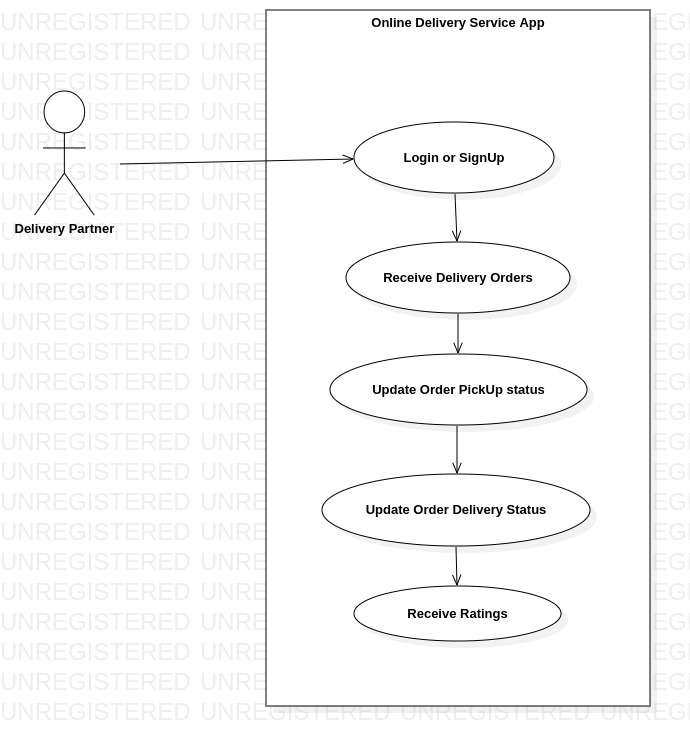 Online Delivery Service App
Login or SignUp
Delivery Partner
Receive Delivery Orders
Update Order PickUp status
Update Order Delivery Status
Receive Ratings
UNREGISTERED UNREGISTERED UNREGISTERED UNREGISTERED